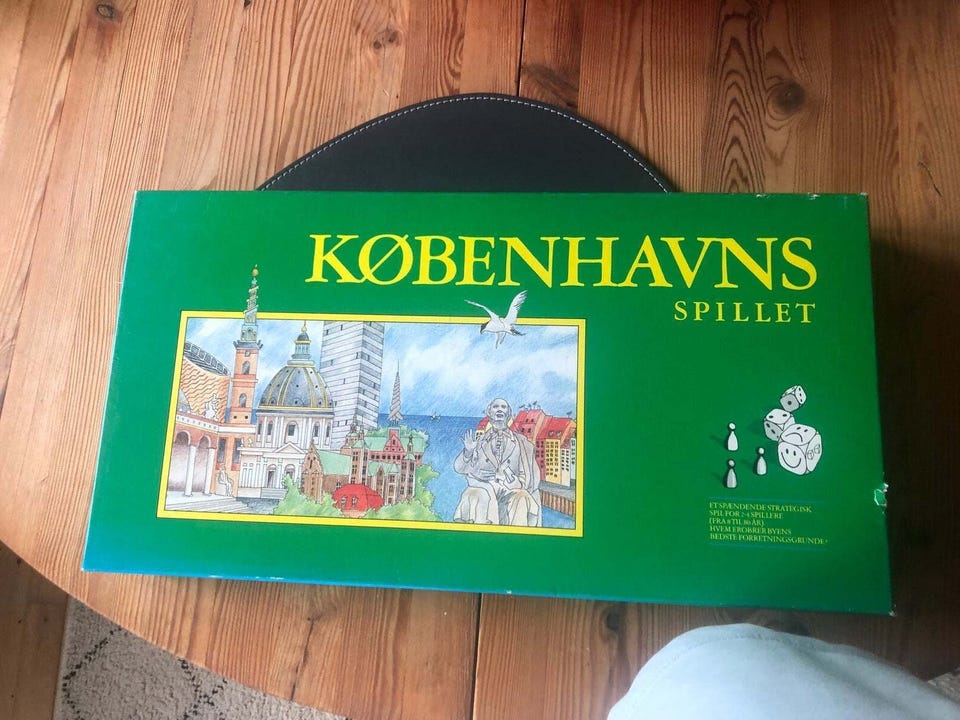 KØBENHAVNS
SPILLET
ET SPÆNDENDE STRATEGISK
SPIL FOR 2-4 SPILLERE
(FRA 8 TIL 80 ÅR)
HVEM EROBRER BYENS
BEDSTE FORRETNINGSGRUNDE?